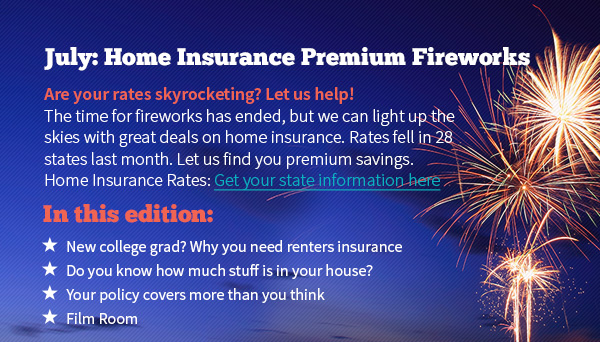 July: Home Insurance Premium Fireworks
Are your rates skyrocketing? Let us help!
The time for fireworks has ended, but we can light up the
skies with great deals on home insurance. Rates fell in 28
states last month. Let us find you premium savings.
Home Insurance Rates: Get your state information here
In this edition:
New college grad? Why you need renters insurance
Do you know how much stuff is in your house?
Your policy covers more than you think
Film Room